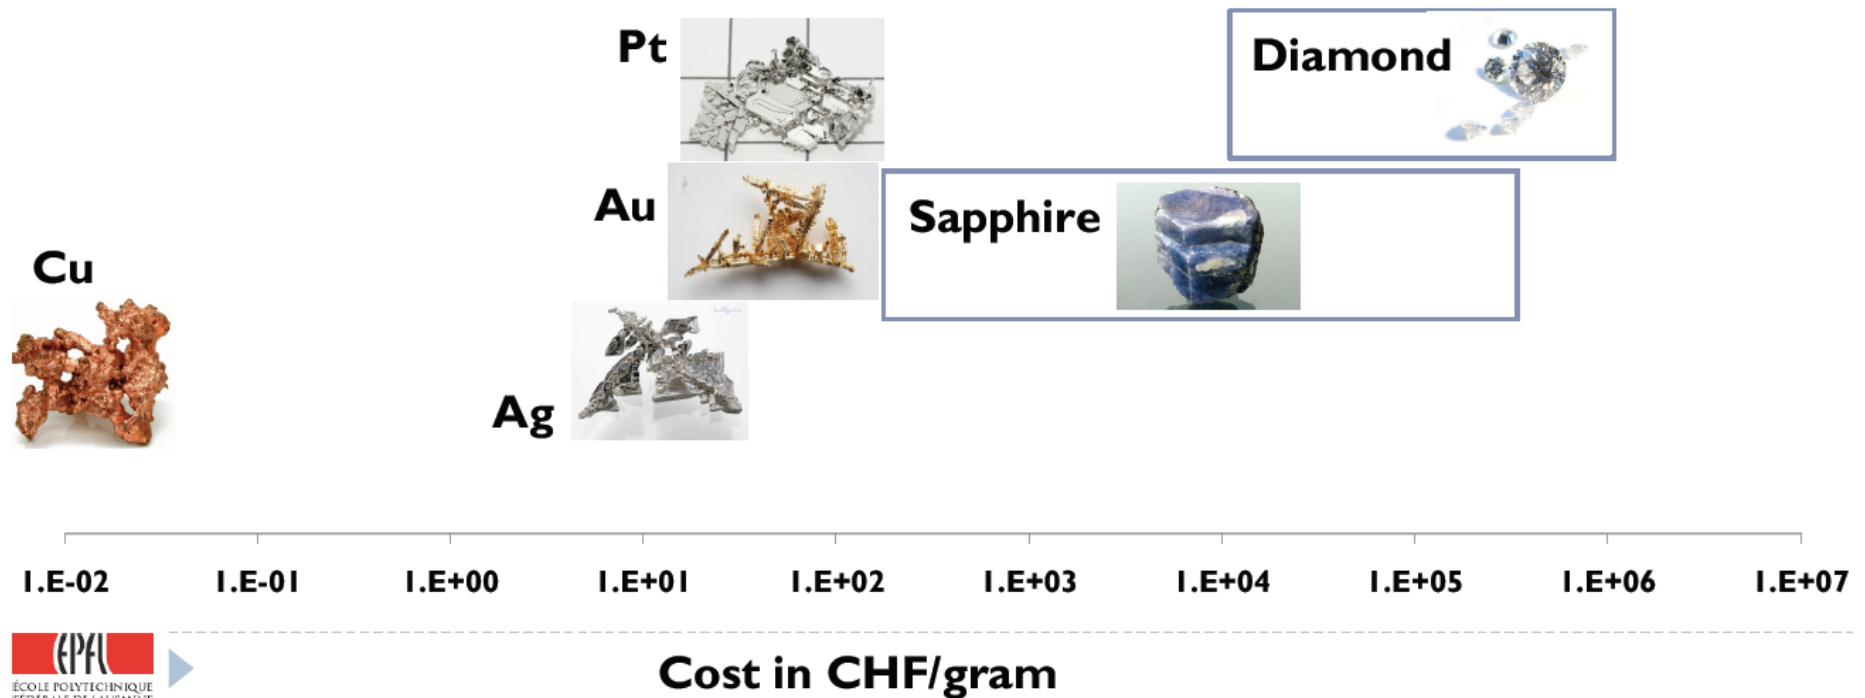 Pt
Diamond
Au
Sapphire
Cu
Ag
1.E-02 1.E-01 1.E+00 1.E+01 1.E+02 1.E+03 1.E+04 1.E+05 1.E+06 1.E+07
EPFL
ÉCOLE POLYTECHNIQUE
Cost in CHF/gram